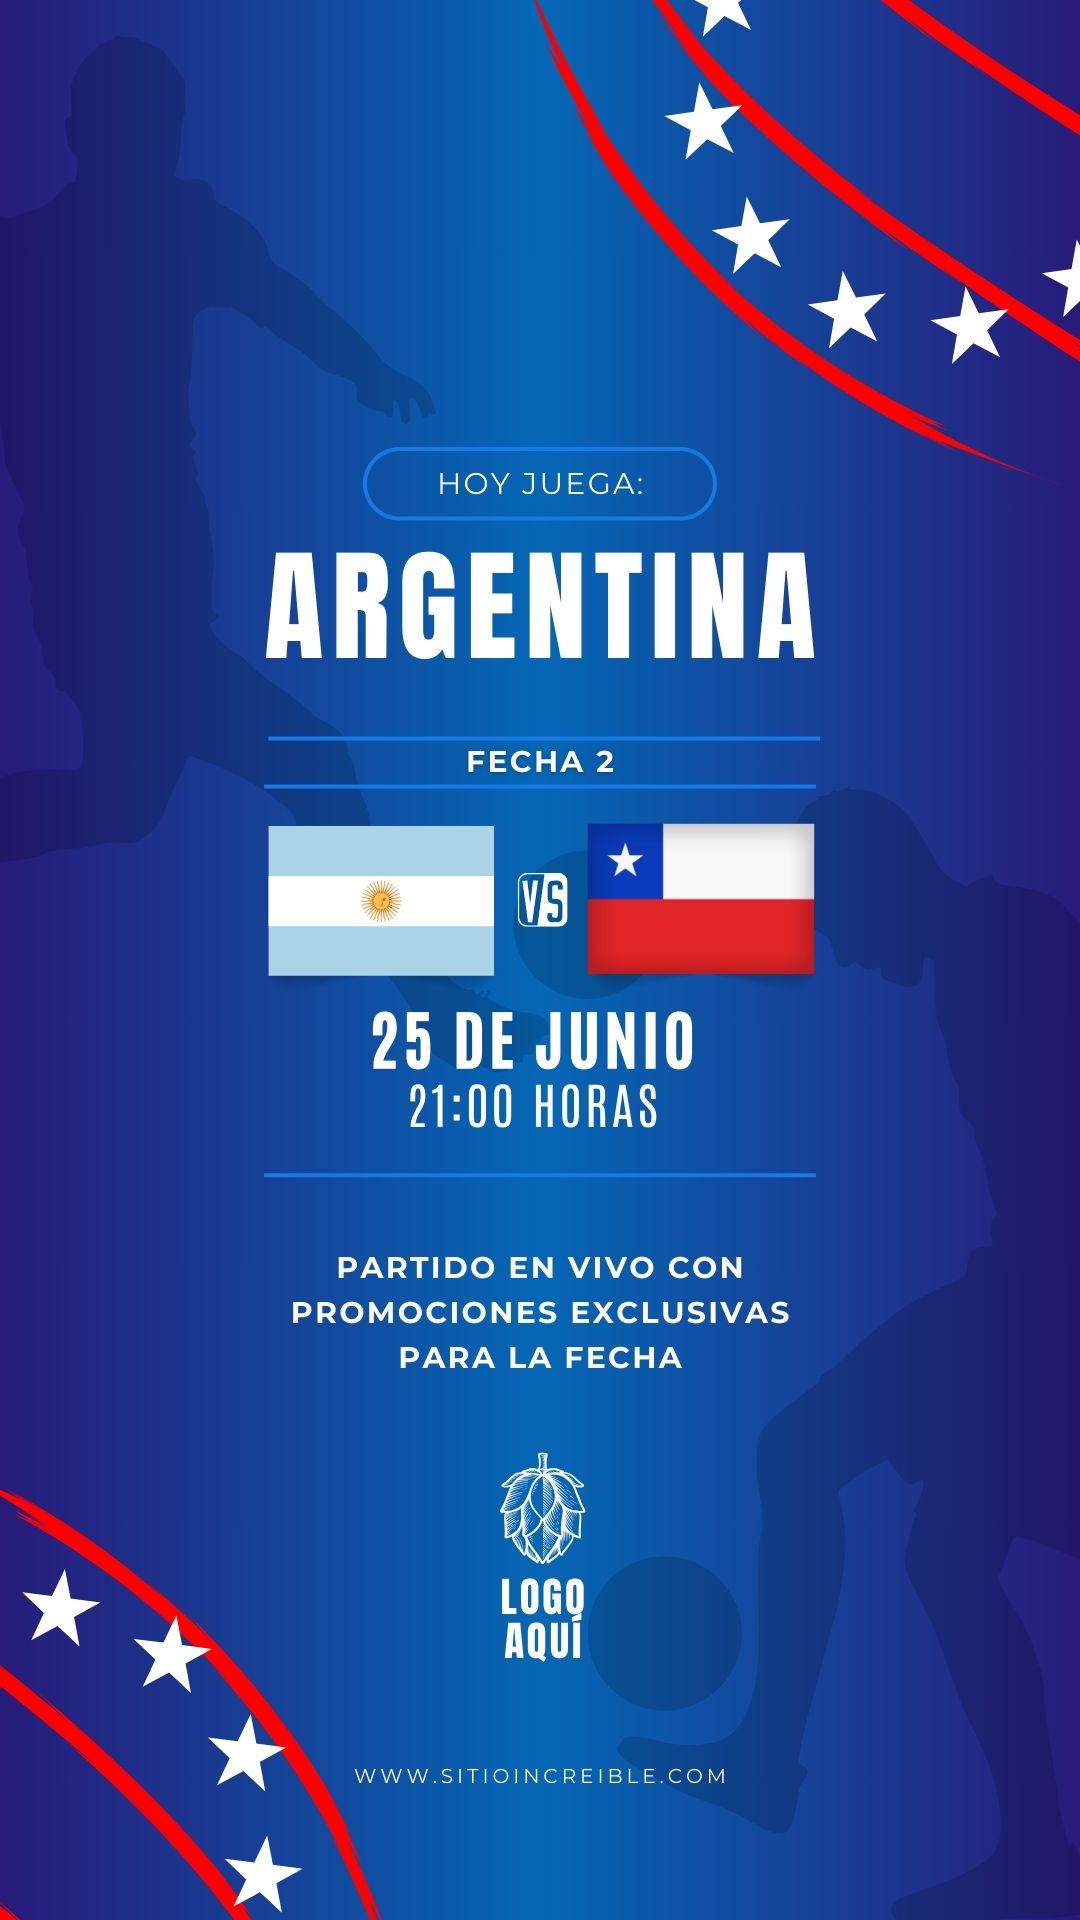 HOY JUEGA:
ARGENTINA
FECHA 2
VS
25 DE JUNIO
21:00 HORAS
PARTIDO EN VIVO CON
PROMOCIONES EXCLUSIVAS
PARA LA FECHA
LOGO
AQUÍ
WWW.SITIOINCREIBLE.COM